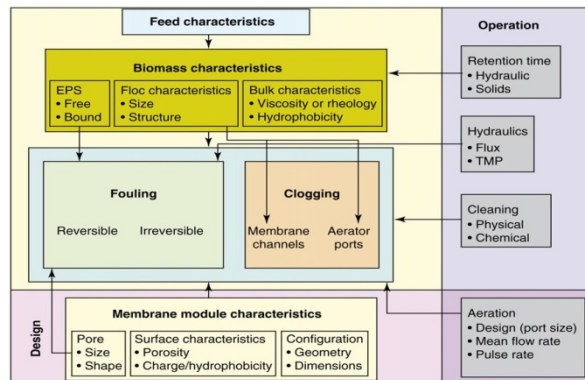 Feed characteristics
Operation
Biomass characteristics
EPS
• Free
• Bound
Floc characteristics
• Size
• Structure
Bulk characteristics
• Viscosity or rheology
• Hydrophobicity
Retention time
• Hydraulic
• Solids
Hydraulics
• Flux
• TMP
Fouling
Reversible
Irreversible
Clogging
Membrane
channels
Aerator
ports
Cleaning
• Physical
• Chemical
Design
Membrane module characteristics
Pore
• Size
• Shape
Surface characteristics
• Porosity
• Charge/hydrophobicity
Configuration
• Geometry
• Dimensions
Aeration
• Design (port size)
• Mean flow rate
• Pulse rate